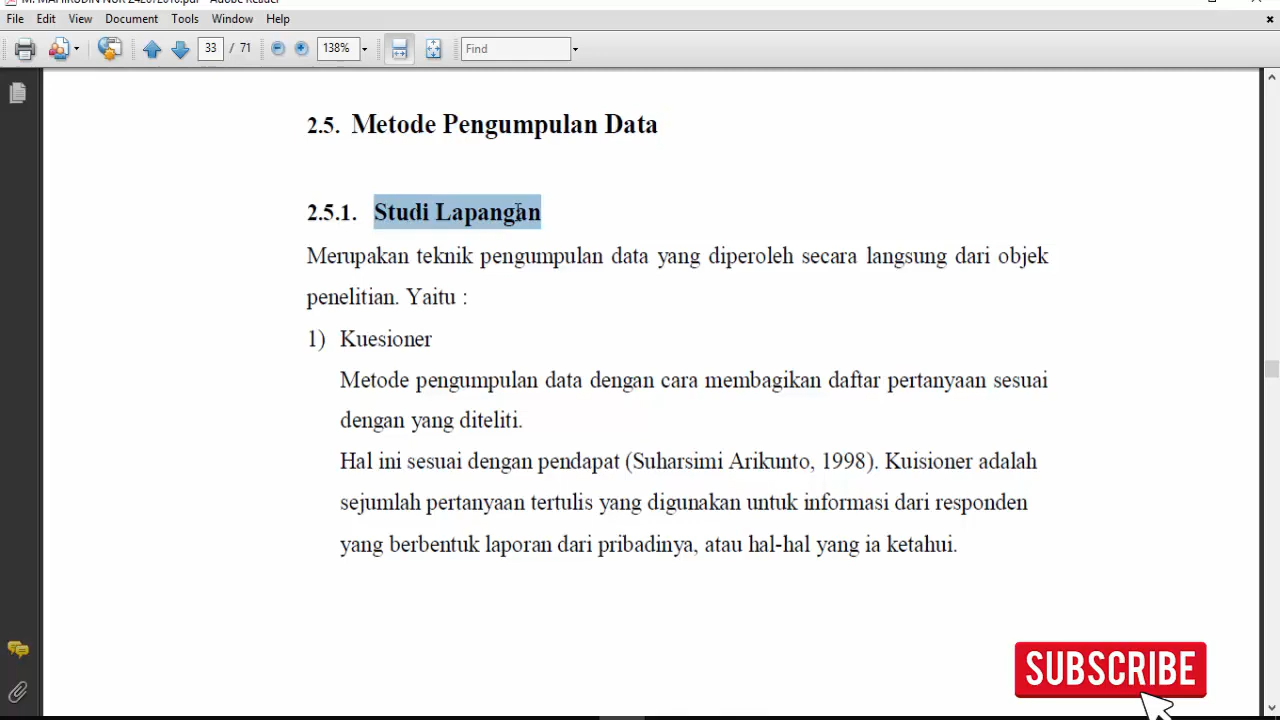 File Edit View Document Tools Window Help
33 / 71 138% Find
2.5. Metode Pengumpulan Data
2.5.1. Studi Lapangan
Merupakan teknik pengumpulan data yang diperoleh secara langsung dari objek
penelitian. Yaitu :
1) Kuesioner
Metode pengumpulan data dengan cara membagikan daftar pertanyaan sesuai
dengan yang diteliti.
Hal ini sesuai dengan pendapat (Suharsimi Arikunto, 1998). Kuisioner adalah
sejumlah pertanyaan tertulis yang digunakan untuk informasi dari responden
yang berbentuk laporan dari pribadinya, atau hal-hal yang ia ketahui.
SUBSCRIBE